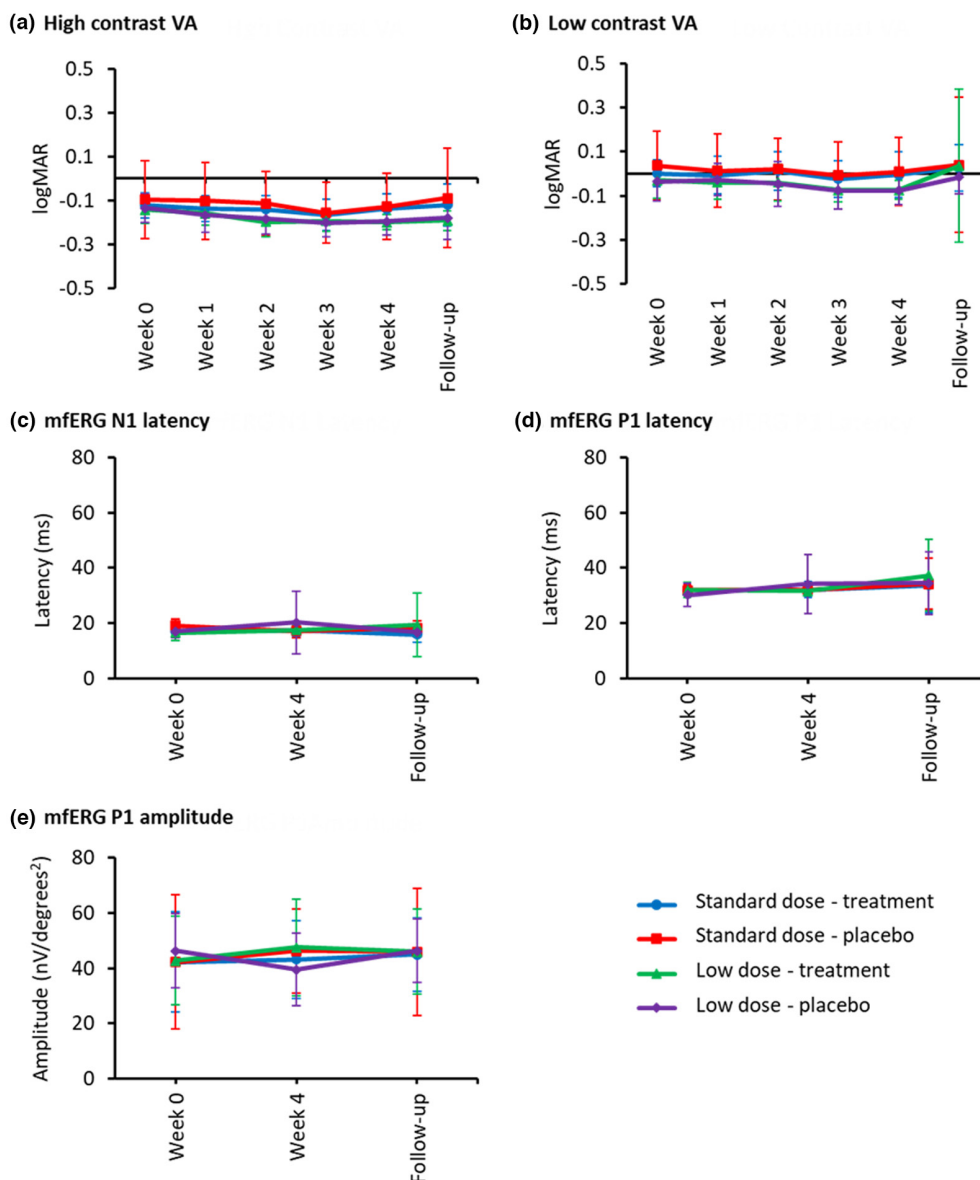 (a) High contrast VA
0.5
0.3
0.1
-0.1
-0.3
-0.5
logMAR
Week 0
Week 1
Week 2
Week 3
Week 4
Follow-up
(b) Low contrast VA
0.5
0.3
0.1
-0.1
-0.3
-0.5
logMAR
Week 0
Week 1
Week 2
Week 3
Week 4
Follow-up
(c) mfERG N1 latency
80
60
40
20
0
Latency (ms)
Week 0
Week 4
Follow-up
(d) mfERG P1 latency
80
60
40
20
0
Latency (ms)
Week 0
Week 4
Follow-up
(e) mfERG P1 amplitude
80
60
40
20
0
Amplitude (nV/degrees²)
Week 0
Week 4
Follow-up
Standard dose - treatment
Standard dose - placebo
Low dose - treatment
Low dose - placebo